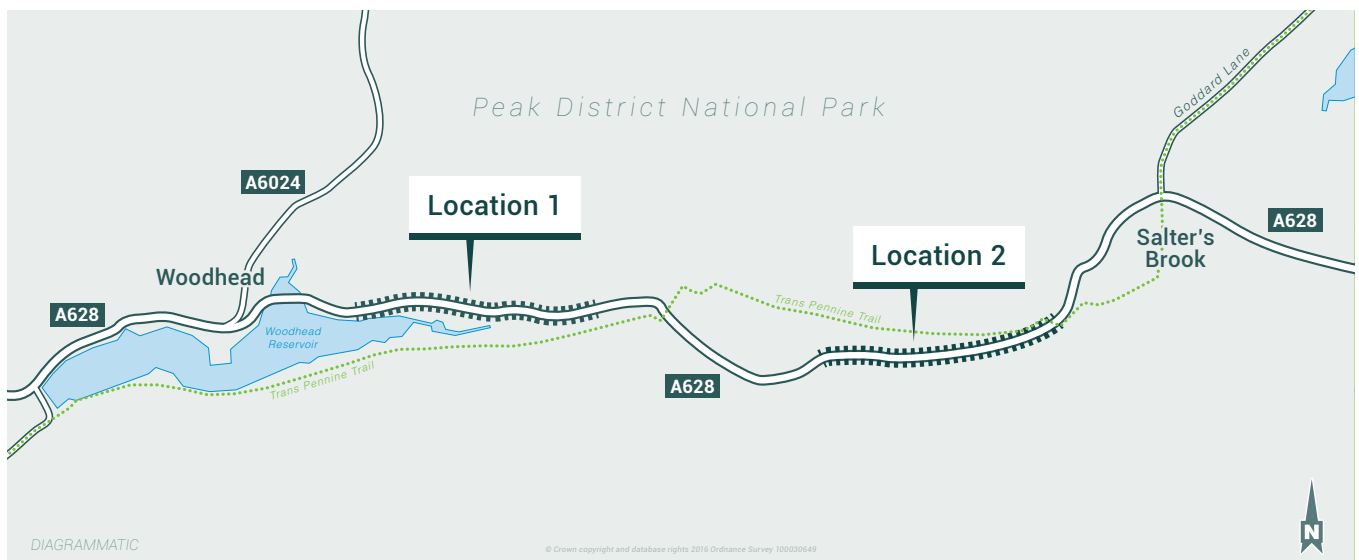 Goddard Lane
Peak District National Park
A6024
Location 1
A628
Salter's
Brook
Location 2
Woodhead
A628
Trans Pennine Trail
Woodhead
Reservoir
Trans Pennine Trail
A628
N
DIAGRAMMATIC
© Crown copyright and database rights 2016 Ordnance Survey 100030649